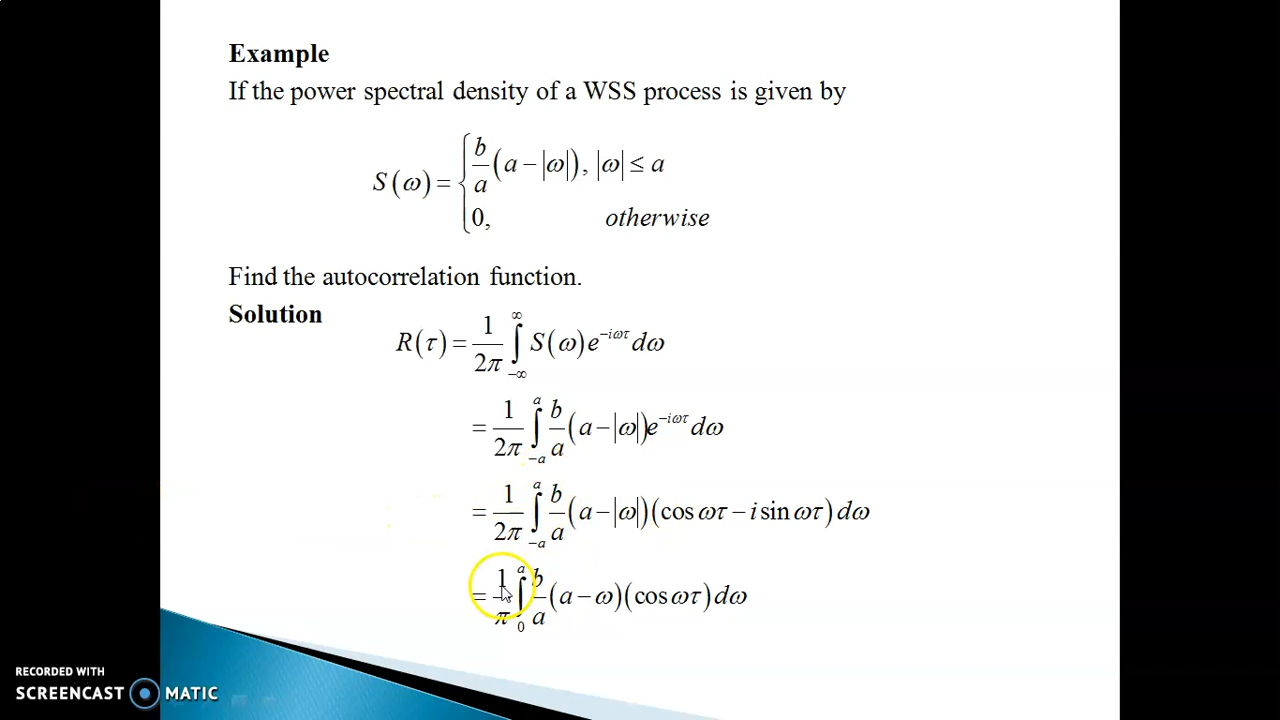 Example
If the power spectral density of a WSS process is given by
S(ω) = { b/a (a − |ω|), |ω| ≤ a
0, otherwise
Find the autocorrelation function.
Solution
R(τ) = 1/2π ∫_{−∞}^{∞} S(ω) e^{−iωτ} dω
= 1/2π ∫_{−a}^{a} b/a (a − |ω|) e^{−iωτ} dω
= 1/2π ∫_{−a}^{a} b/a (a − |ω|)(cos ωτ − i sin ωτ) dω
= 1/π ∫_{0}^{a} b/a (a − ω)(cos ωτ) dω
RECORDED WITH
SCREENCAST MATIC